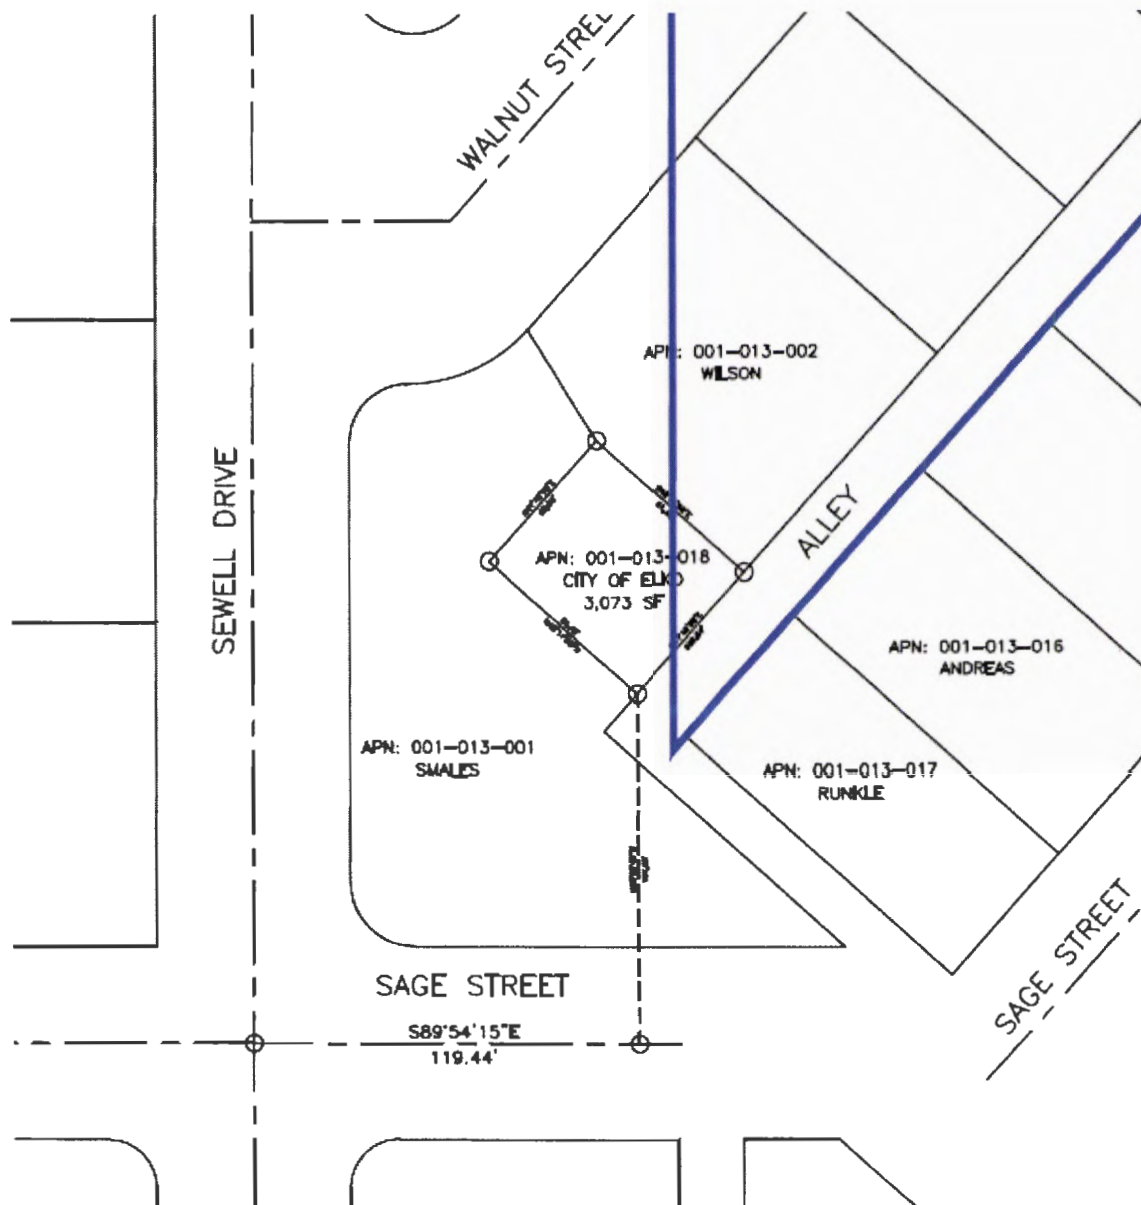 WALNUT STREE
APN: 001-013-002
WILSON
SEWELL DRIVE
ALLEY
APN: 001-013-018
CITY OF ELKO
3,073 SF
APN: 001-013-016
ANDREAS
APN: 001-013-001
SMALES
APN: 001-013-017
RUNKLE
SAGE STREET
SAGE STREET
S89°54'15"E
119.44'